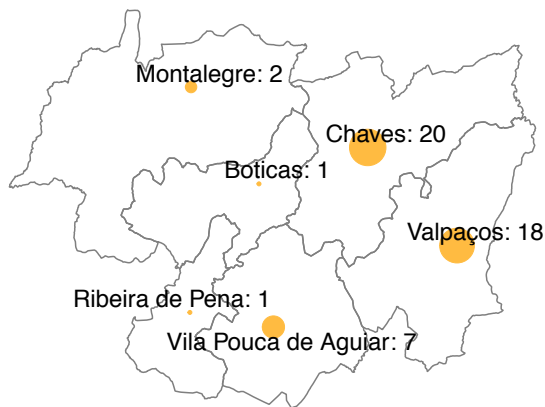 Montalegre: 2
Chaves: 20
Boticas: 1
Valpaços: 18
Ribeira de Pena: 1
Vila Pouca de Aguiar: 7